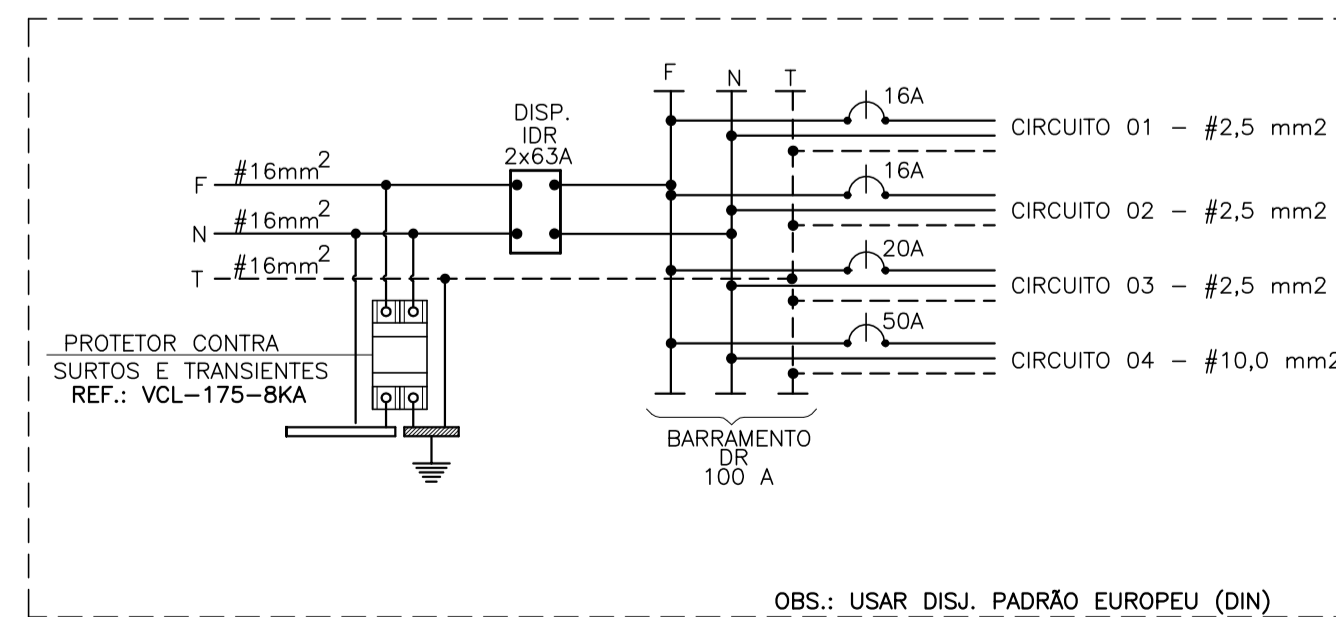 F #16mm2
N #16mm2
T #16mm2
DISP.
IDR
2x63A
PROTETOR CONTRA
SURTOS E TRANSIENTES
REF.: VCL-175-8KA
F N T
16A
CIRCUITO 01 - #2,5 mm2
16A
CIRCUITO 02 - #2,5 mm2
20A
CIRCUITO 03 - #2,5 mm2
50A
CIRCUITO 04 - #10,0 mm2
BARRAMENTO
DR
100 A
OBS.: USAR DISJ. PADRÃO EUROPEU (DIN)